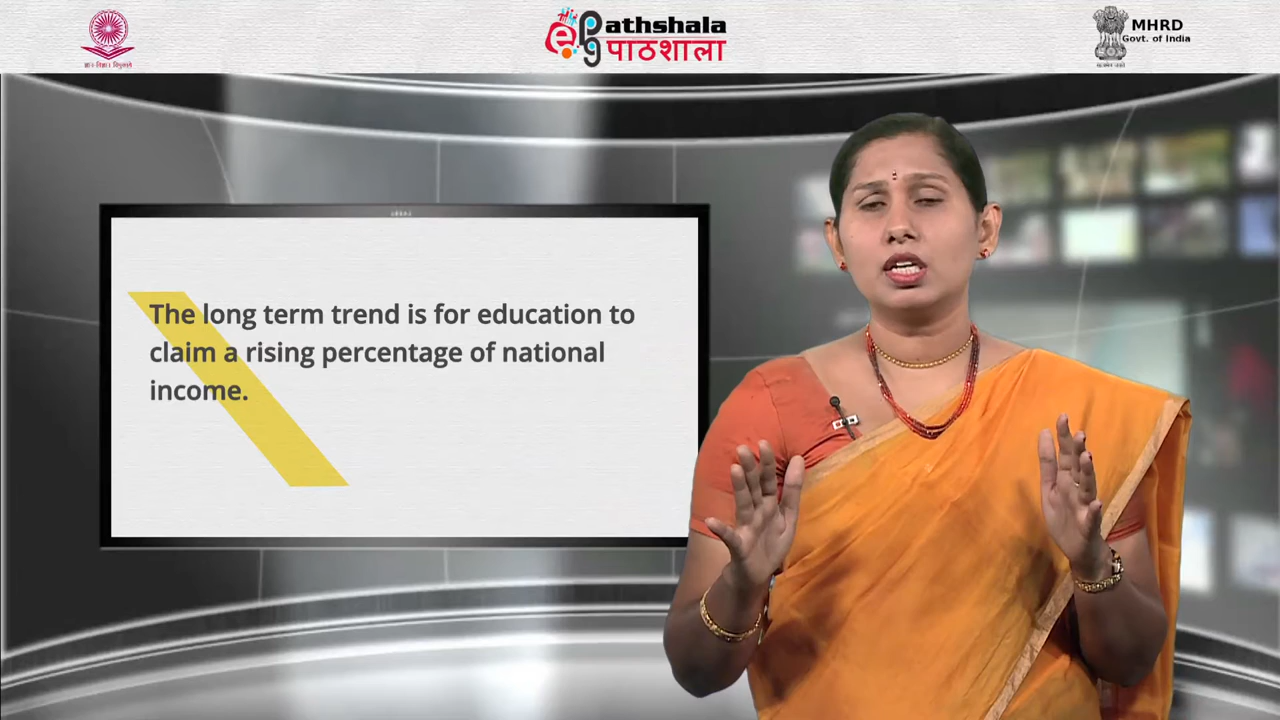 ePg Pathshala
पाठशाला
MHRD
Govt. of India
The long term trend is for education to
claim a rising percentage of national
income.